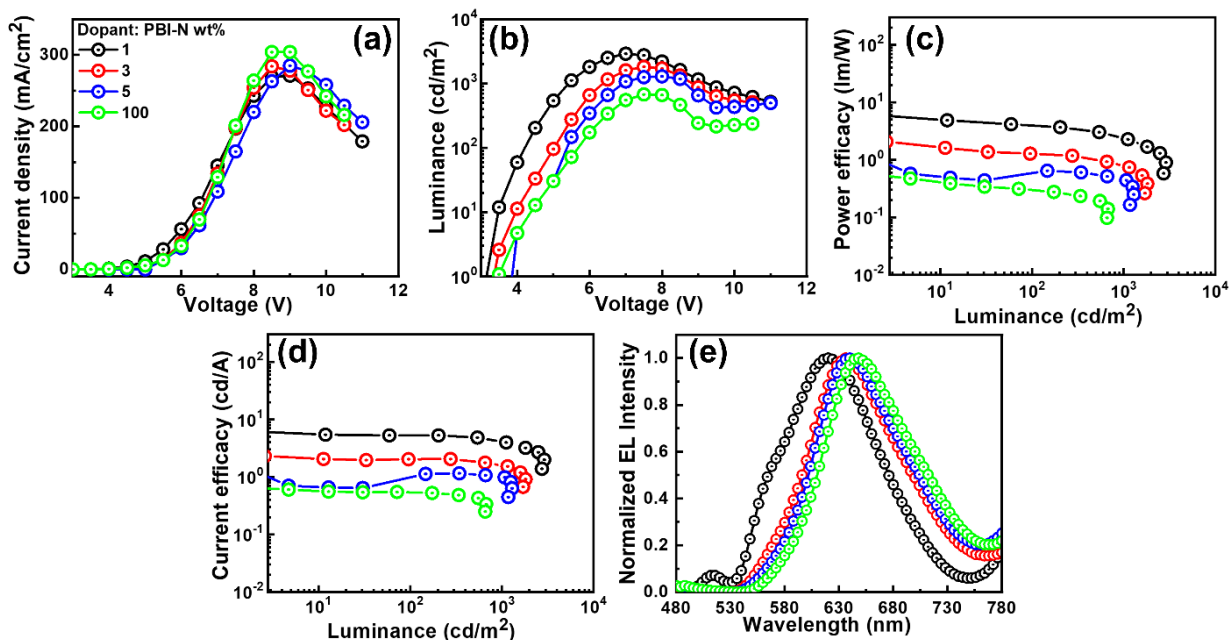 (a)
Dopant: PBI-N wt%
1
3
5
100
Current density (mA/cm²)
300
200
100
0
4 6 8 10 12
Voltage (V)
(b)
Luminance (cd/m²)
10⁴
10³
10²
10¹
10⁰
4 6 8 10 12
Voltage (V)
(c)
Power efficacy (lm/W)
10²
10¹
10⁰
10⁻¹
10⁻²
10¹ 10² 10³ 10⁴
Luminance (cd/m²)
(d)
Current efficacy (cd/A)
10²
10¹
10⁰
10⁻¹
10⁻²
10¹ 10² 10³ 10⁴
Luminance (cd/m²)
(e)
Normalized EL Intensity
1.0
0.8
0.6
0.4
0.2
0.0
480 530 580 630 680 730 780
Wavelength (nm)